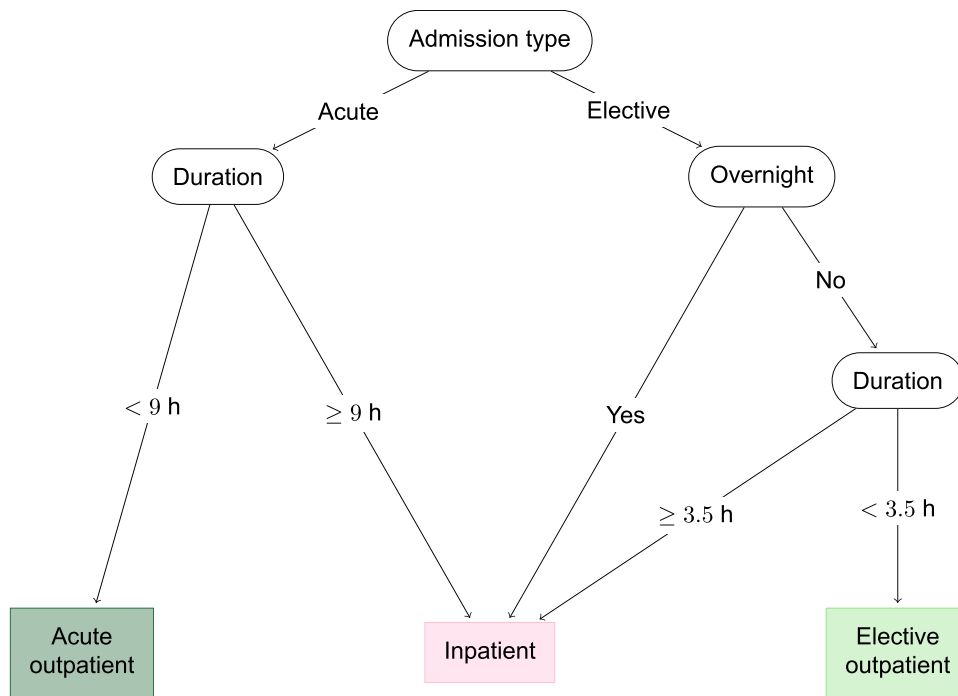 Admission type
Acute
Elective
Duration
Overnight
No
Duration
< 9 h
≥ 9 h
Yes
≥ 3.5 h
< 3.5 h
Acute
outpatient
Inpatient
Elective
outpatient